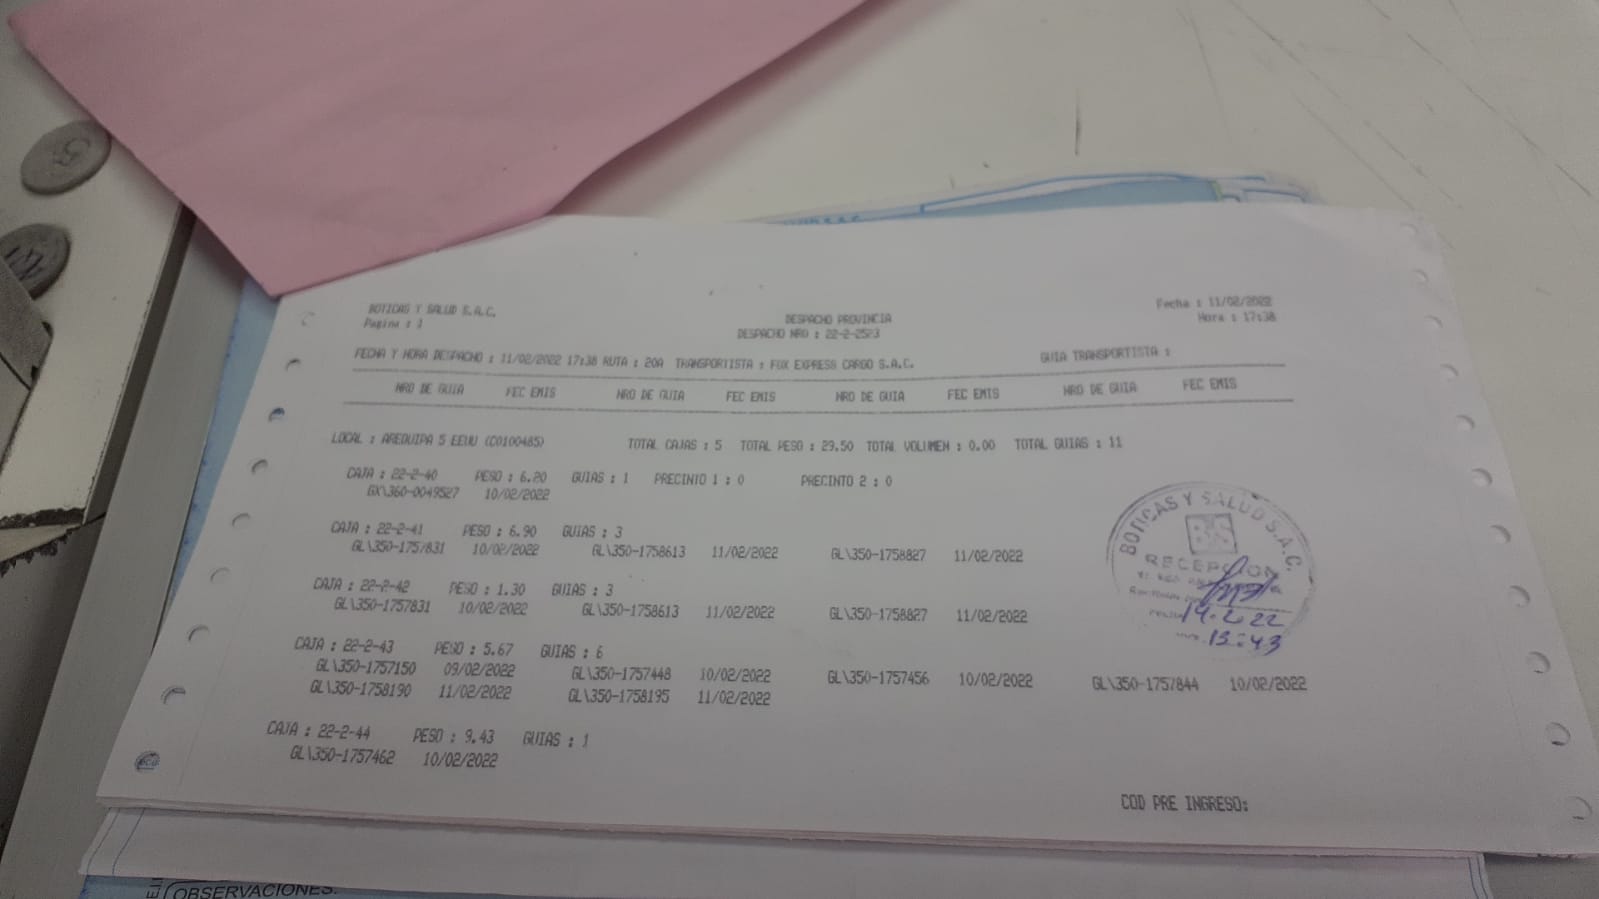 BOTICAS Y SALUD S.A.C.
Pagina : 1
DESPACHO PROVINCIA
DESPACHO NRO : 22-2-2523
Fecha : 11/02/2022
Hora : 17:38
FECHA Y HORA DESPACHO : 11/02/2022 17:38 RUTA : 20A TRANSPORTISTA : FOX EXPRESS CARGO S.A.C. GUIA TRANSPORTISTA :
NRO DE GUIA FEC EMIS NRO DE GUIA FEC EMIS NRO DE GUIA FEC EMIS NRO DE GUIA FEC EMIS
LOCAL : AREQUIPA 5 EEUU (C0100485) TOTAL CAJAS : 5 TOTAL PESO : 29.50 TOTAL VOLUMEN : 0.00 TOTAL GUIAS : 11
CAJA : 22-2-40 PESO : 6.20 GUIAS : 1 PRECINTO 1 : 0 PRECINTO 2 : 0
GX\360-0049527 10/02/2022
CAJA : 22-2-41 PESO : 6.90 GUIAS : 3
GL\350-1757831 10/02/2022 GL\350-1758613 11/02/2022 GL\350-1758827 11/02/2022
CAJA : 22-2-42 PESO : 1.30 GUIAS : 3
GL\350-1757831 10/02/2022 GL\350-1758613 11/02/2022 GL\350-1758827 11/02/2022
CAJA : 22-2-43 PESO : 5.67 GUIAS : 6
GL\350-1757150 09/02/2022 GL\350-1757448 10/02/2022 GL\350-1757456 10/02/2022 GL\350-1757844 10/02/2022
GL\350-1758190 11/02/2022 GL\350-1758195 11/02/2022
CAJA : 22-2-44 PESO : 9.43 GUIAS : 1
GL\350-1757462 10/02/2022
COD PRE INGRESO:
BOTICAS Y SALUD S.A.C.
RECEPCION
14-2-22
13:43
OBSERVACIONES: